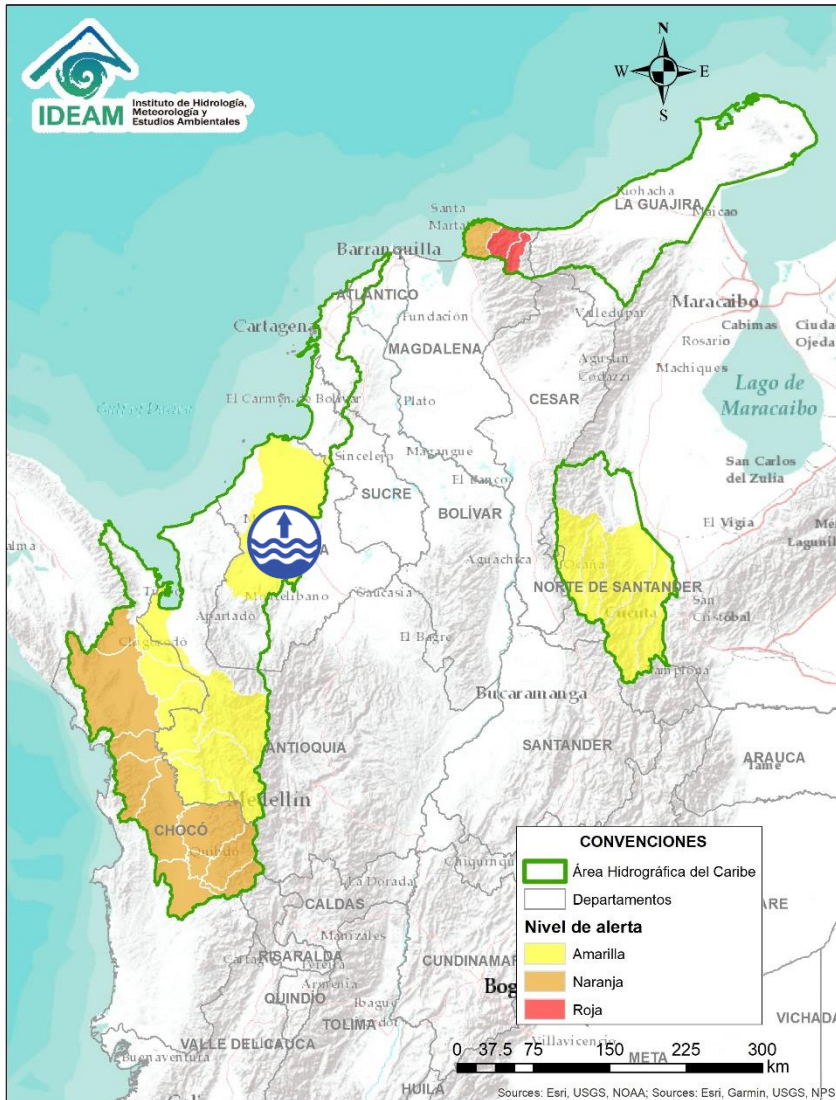 IDEAM
Instituto de Hidrología,
Meteorología y
Estudios Ambientales
N
W
E
S
Riohacha
LA GUAJIRA
Maicao
Santa
Marta
Barranquilla
ATLÁNTICO
Cartagena
Fundación
Valledupar
Maracaibo
Cabimas
Ciuda
Rosario
Ojeda
MAGDALENA
Machiques
Agustín
Codazzi
CESAR
Lago de
Maracaibo
El Carmen de Bolívar
Plato
Sincelejo
Magangué
San Carlos
del Zulia
SUCRE
El Banco
BOLÍVAR
El Vigía
Aguachica
Ocaña
NORTE DE SANTANDER
San
Cristóbal
Cúcuta
Montelíbano
Caucasia
Apartado
El Bagre
Bucaramanga
ANTIOQUIA
SANTANDER
ARAUCA
Tame
Medellín
CHOCÓ
Quibdó
La Dorada
CALDAS
Manizales
RISARALDA
Pereira
Armenia
QUINDÍO
Ibagué
TOLIMA
CUNDINAMAR
Bog
VALLE DEL CAUCA
Buenaventura
HUILA
Villavicencio
META
VICHADA
CONVENCIONES
Área Hidrográfica del Caribe
Departamentos
Nivel de alerta
Amarilla
Naranja
Roja
0 37.5 75 150 225 300
km
Sources: Esri, USGS, NOAA; Sources: Esri, Garmin, USGS, NPS